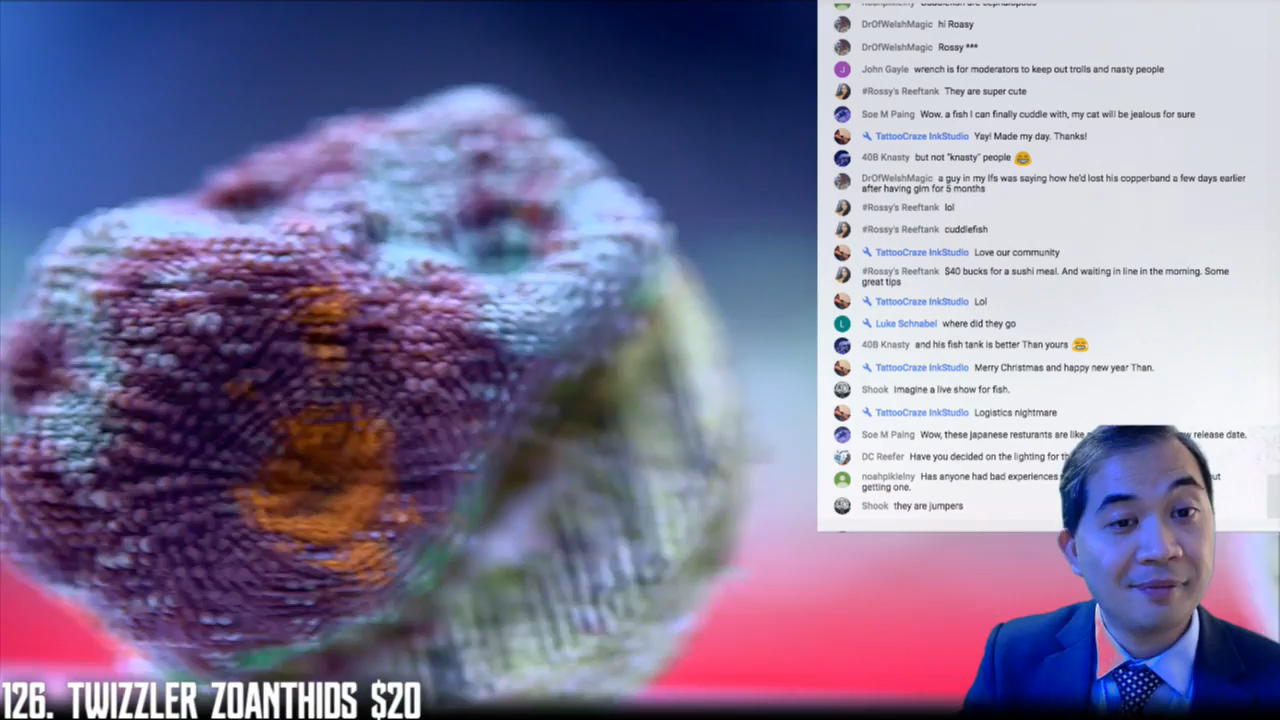 noahpikielny Cuddlefish are cephalopods
DrOfWelshMagic hi Roasy
DrOfWelshMagic Rossy ***
J John Gayle wrench is for moderators to keep out trolls and nasty people
#Rossy's Reeftank They are super cute
Soe M Paing Wow. a fish I can finally cuddle with, my cat will be jealous for sure
TattooCraze InkStudio Yay! Made my day. Thanks!
40B Knasty but not "knasty" people 😂
DrOfWelshMagic a guy in my lfs was saying how he'd lost his copperband a few days earlier
after having gim for 5 months
#Rossy's Reeftank lol
#Rossy's Reeftank cuddlefish
TattooCraze InkStudio Love our community
#Rossy's Reeftank $40 bucks for a sushi meal. And waiting in line in the morning. Some
great tips
TattooCraze InkStudio Lol
L Luke Schnabel where did they go
40B Knasty and his fish tank is better Than yours 😂
TattooCraze InkStudio Merry Christmas and happy new year Than.
Shook Imagine a live show for fish.
TattooCraze InkStudio Logistics nightmare
Soe M Paing Wow, these japanese resturants are like release date.
DC Reefer Have you decided on the lighting for
noahpikielny Has anyone had bad experiences
getting one.
Shook they are jumpers
126. TWIZZLER ZOANTHIDS $20